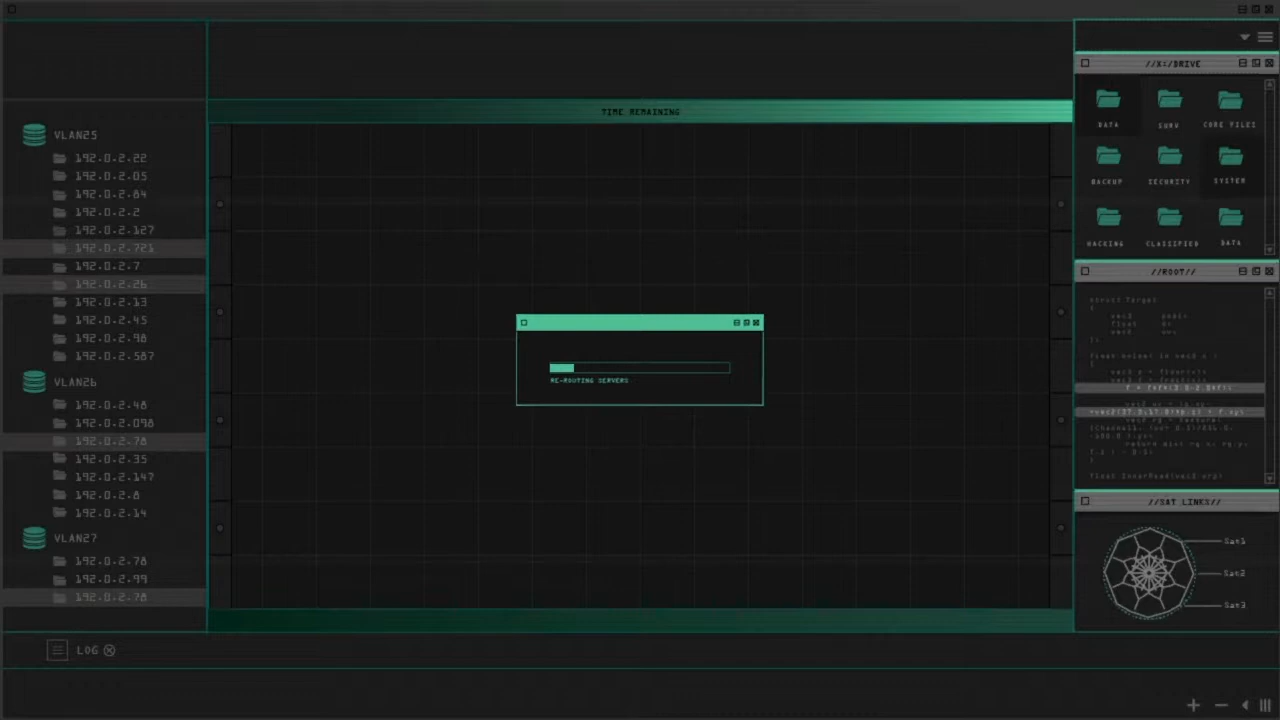 TIME REMAINING
VLAN25
192.0.2.22
192.0.2.05
192.0.2.84
192.0.2.2
192.0.2.127
192.0.2.721
192.0.2.7
192.0.2.26
192.0.2.13
192.0.2.45
192.0.2.98
192.0.2.587
VLAN26
192.0.2.48
192.0.2.098
192.0.2.78
192.0.2.35
192.0.2.147
192.0.2.8
192.0.2.14
VLAN27
192.0.2.78
192.0.2.99
192.0.2.78
LOG
RE-ROUTING SERVERS
//X:/DRIVE
DATA SURV CORE FILES
BACKUP SECURITY SYSTEM
HACKING CLASSIFIED DATA
//ROOT//
struct Target
{
};
//SAT LINKS//
Sat1
Sat2
Sat3